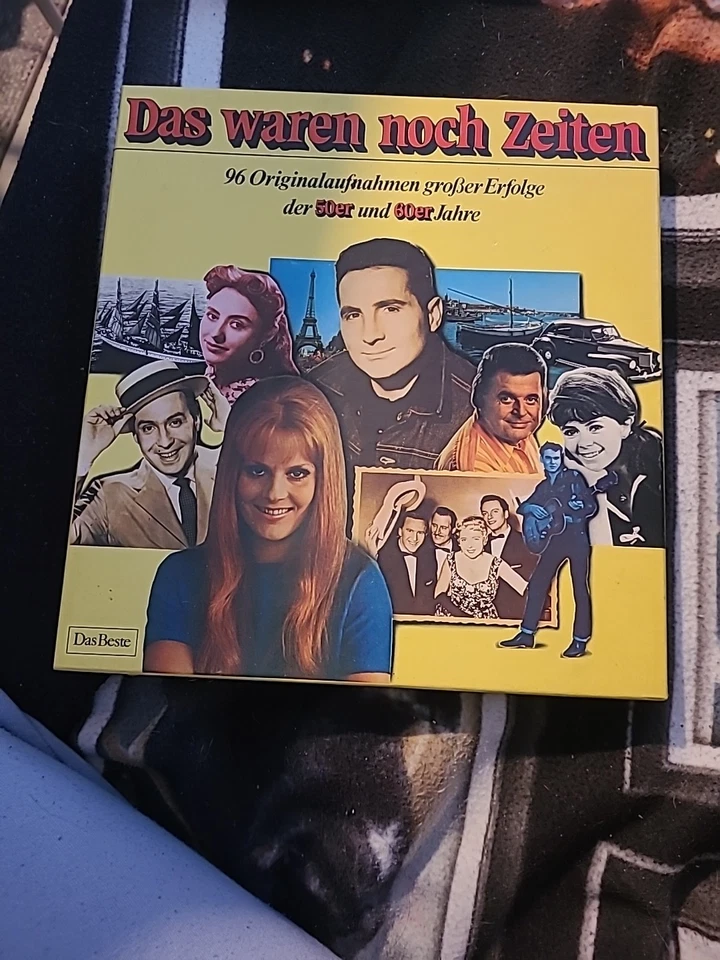 Das waren noch Zeiten
96 Originalaufnahmen großer Erfolge
der 50er und 60er Jahre
Das Beste